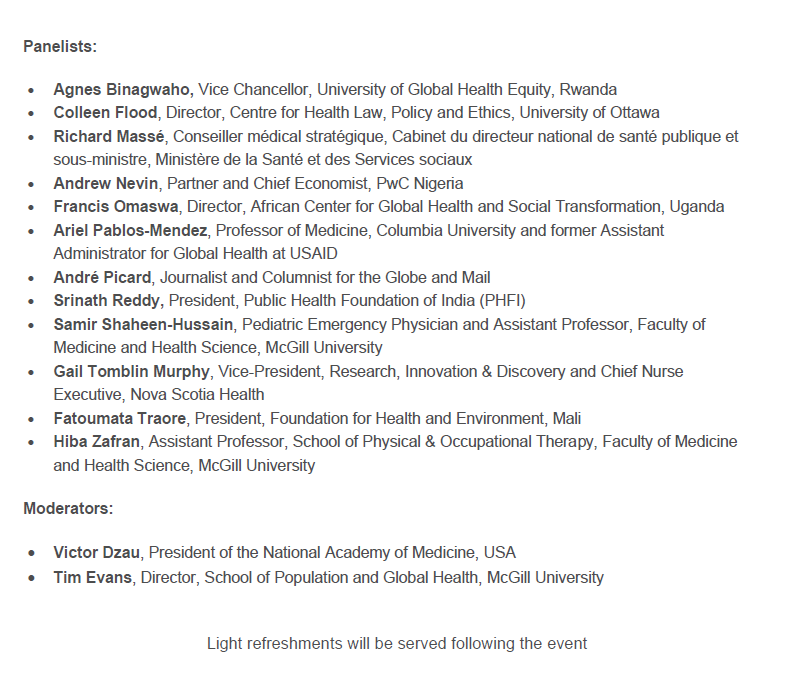 Panelists:
• Agnes Binagwaho, Vice Chancellor, University of Global Health Equity, Rwanda
• Colleen Flood, Director, Centre for Health Law, Policy and Ethics, University of Ottawa
• Richard Massé, Conseiller médical stratégique, Cabinet du directeur national de santé publique et
sous-ministre, Ministère de la Santé et des Services sociaux
• Andrew Nevin, Partner and Chief Economist, PwC Nigeria
• Francis Omaswa, Director, African Center for Global Health and Social Transformation, Uganda
• Ariel Pablos-Mendez, Professor of Medicine, Columbia University and former Assistant
Administrator for Global Health at USAID
• André Picard, Journalist and Columnist for the Globe and Mail
• Srinath Reddy, President, Public Health Foundation of India (PHFI)
• Samir Shaheen-Hussain, Pediatric Emergency Physician and Assistant Professor, Faculty of
Medicine and Health Science, McGill University
• Gail Tomblin Murphy, Vice-President, Research, Innovation & Discovery and Chief Nurse
Executive, Nova Scotia Health
• Fatoumata Traore, President, Foundation for Health and Environment, Mali
• Hiba Zafran, Assistant Professor, School of Physical & Occupational Therapy, Faculty of Medicine
and Health Science, McGill University
Moderators:
• Victor Dzau, President of the National Academy of Medicine, USA
• Tim Evans, Director, School of Population and Global Health, McGill University
Light refreshments will be served following the event